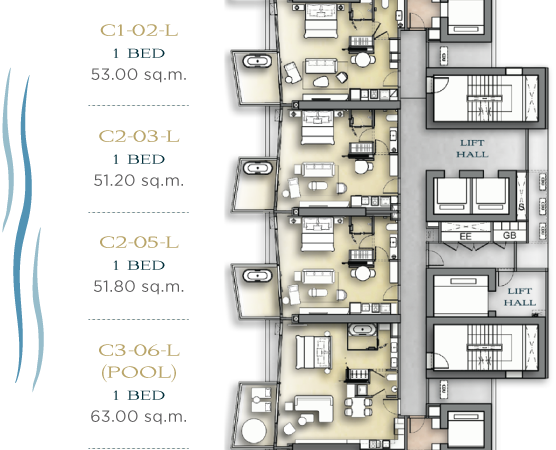 C1-02-L
1 BED
53.00 sq.m.
C2-03-L
1 BED
51.20 sq.m.
C2-05-L
1 BED
51.80 sq.m.
C3-06-L
(POOL)
1 BED
63.00 sq.m.
LIFT
HALL
S
EE
GB
LIFT
HALL